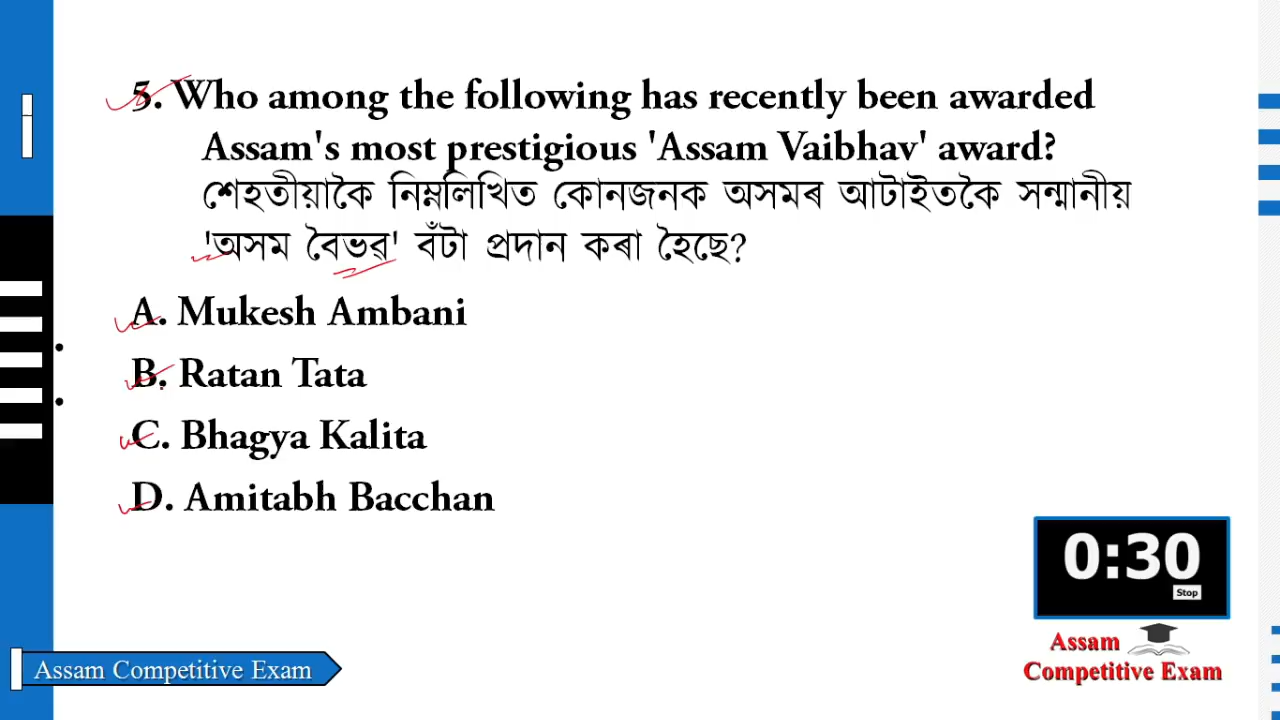 5. Who among the following has recently been awarded
Assam's most prestigious 'Assam Vaibhav' award?
শেহতীয়াকৈ নিম্নলিখিত কোনজনক অসমৰ আটাইতকৈ সন্মানীয়
'অসম বৈভৱ' বঁটা প্ৰদান কৰা হৈছে?
A. Mukesh Ambani
B. Ratan Tata
C. Bhagya Kalita
D. Amitabh Bacchan
0:30
Stop
Assam
Competitive Exam
Assam Competitive Exam